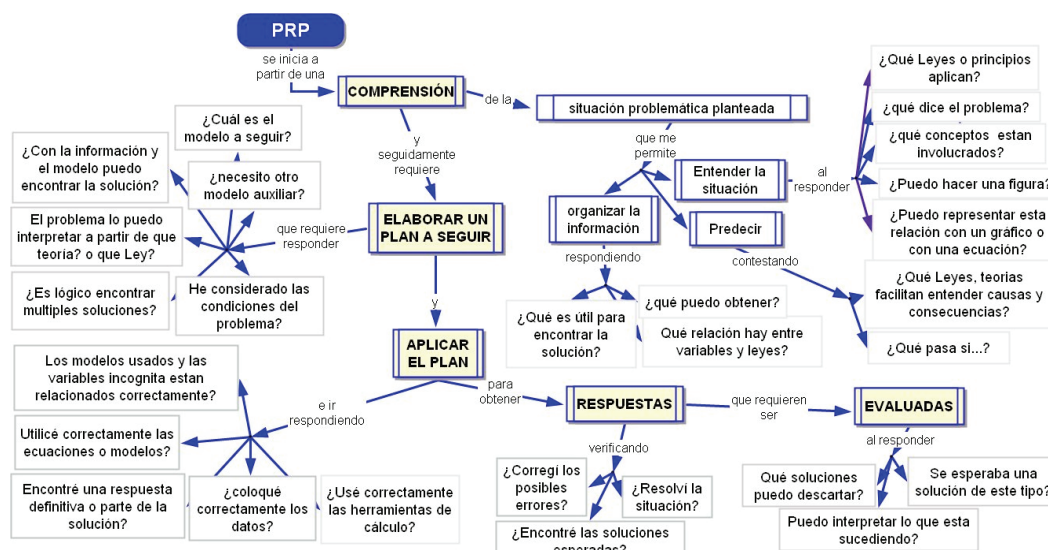 PRP
se inicia a
partir de una
COMPRENSIÓN
de la
situación problemática planteada
que me
permite
Entender la
situación
al
responder
¿Qué Leyes o principios
aplican?
¿qué dice el problema?
¿qué conceptos estan
involucrados?
¿Puedo hacer una figura?
¿Puedo representar esta
relación con un gráfico o
con una ecuación?
organizar la
información
Predecir
respondiendo
contestando
¿Qué es útil para
encontrar la
solución?
¿qué puedo obtener?
Qué relación hay entre
variables y leyes?
¿Qué Leyes, teorias
facilitan entender causas y
consecuencias?
¿Qué pasa si...?
y
seguidamente
requiere
ELABORAR UN
PLAN A SEGUIR
que requiere
responder
¿Cuál es el
modelo a seguir?
¿Con la información y
el modelo puedo
encontrar la solución?
¿necesito otro
modelo auxiliar?
El problema lo puedo
interpretar a partir de que
teoría? o que Ley?
¿Es lógico encontrar
multiples soluciones?
He considerado las
condiciones del
problema?
y
APLICAR
EL PLAN
e ir
respondiendo
Los modelos usados y las
variables incognita estan
relacionados correctamente?
Utilicé correctamente las
ecuaciones o modelos?
Encontré una respuesta
definitiva o parte de la
solución?
¿coloqué
correctamente los
datos?
¿Usé correctamente
las herramientas de
cálculo?
para
obtener
RESPUESTAS
que requieren
ser
EVALUADAS
verificando
¿Corregí los
posibles
errores?
¿Resolví la
situación?
¿Encontré las soluciones
esperadas?
al responder
Qué soluciones
puedo descartar?
Se esperaba una
solución de este tipo?
Puedo interpretar lo que esta
sucediendo?